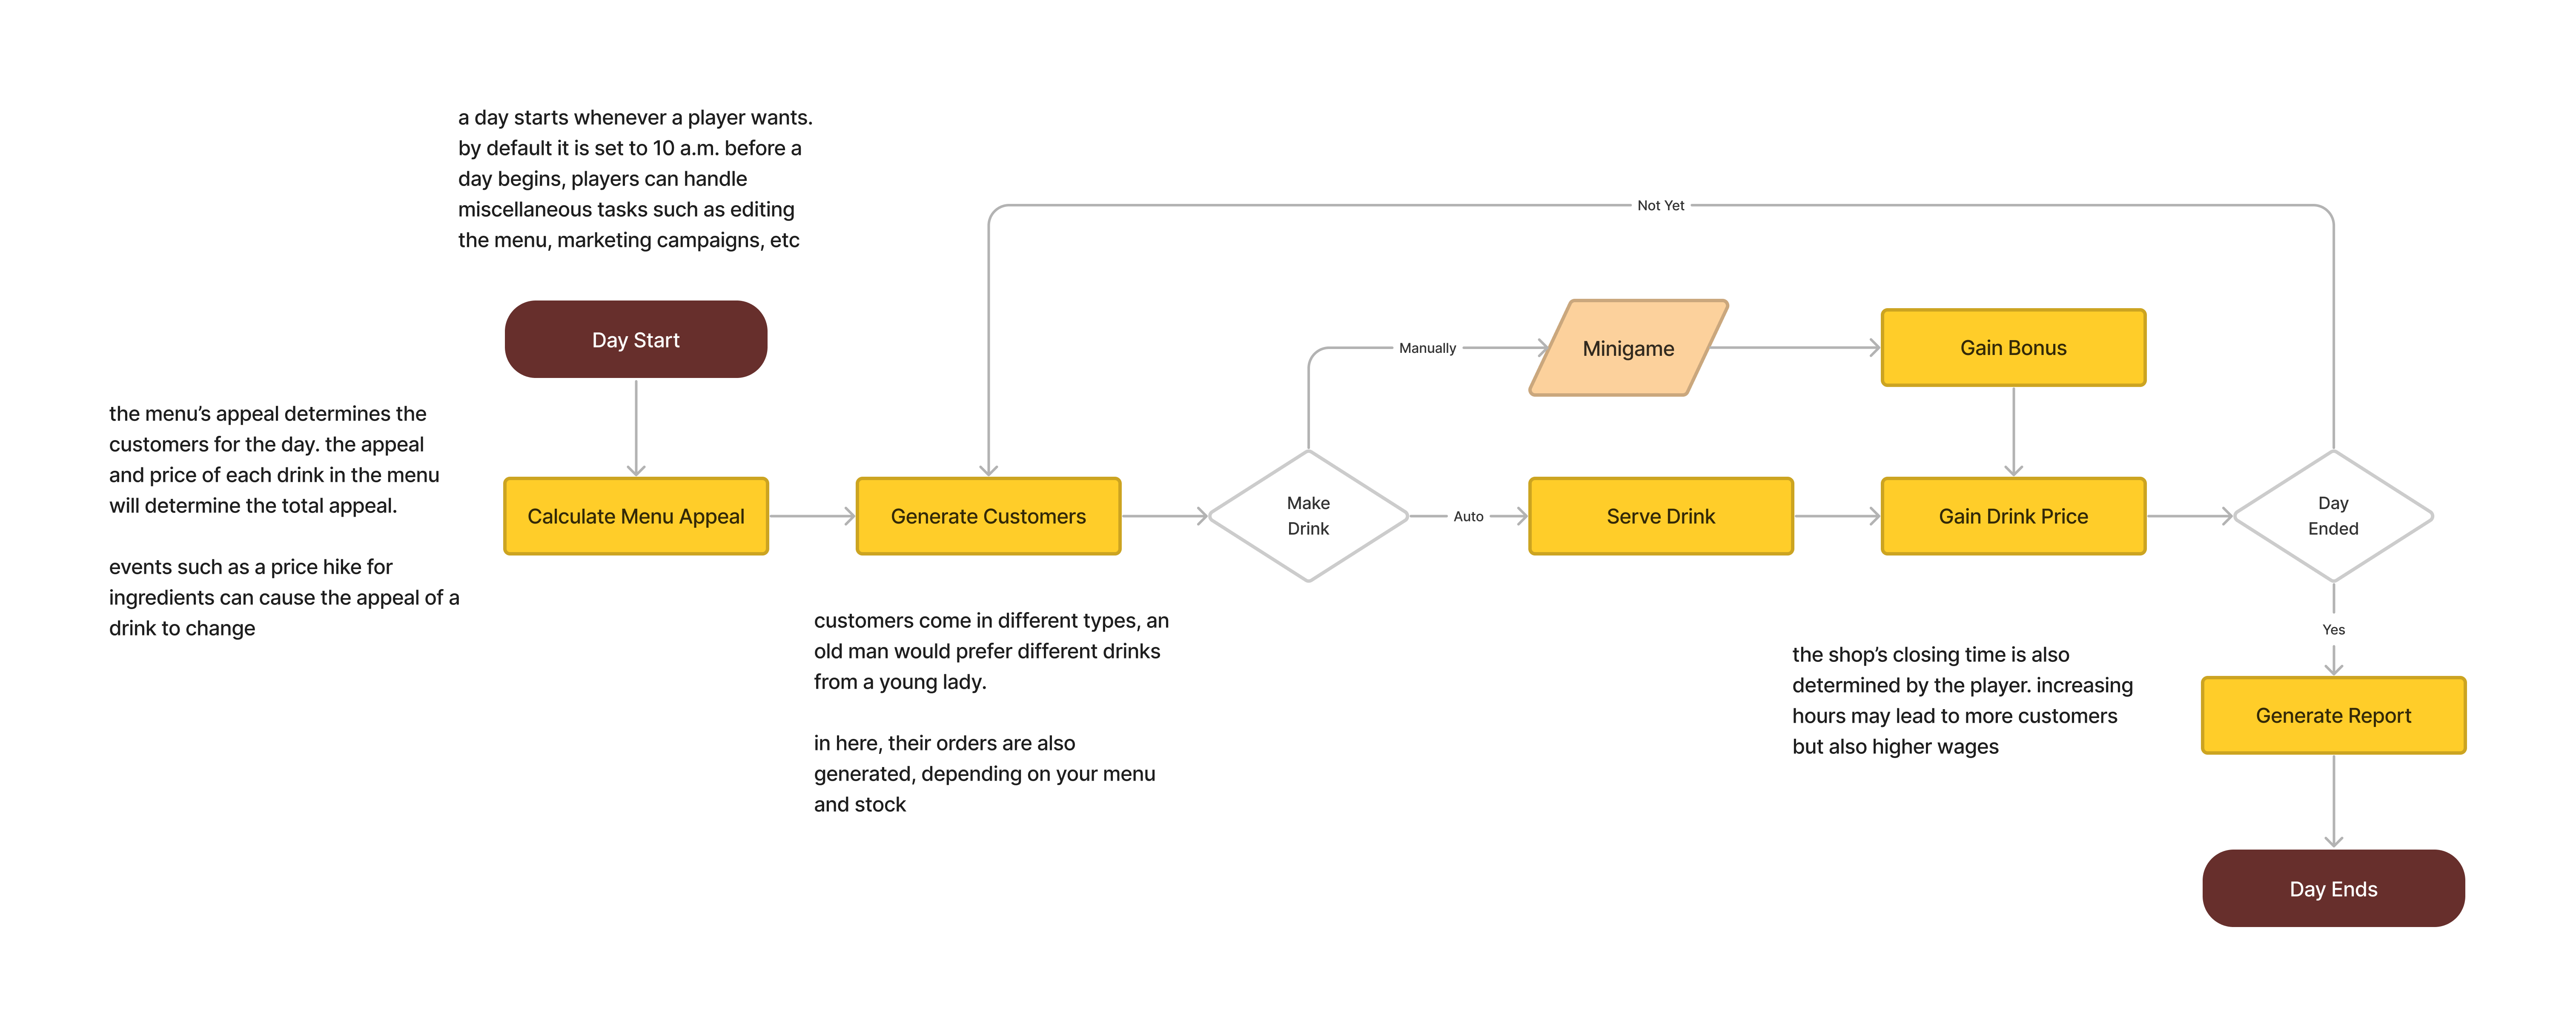 a day starts whenever a player wants.
by default it is set to 10 a.m. before a
day begins, players can handle
miscellaneous tasks such as editing
the menu, marketing campaigns, etc
Not Yet
Day Start
Manually
Minigame
Gain Bonus
the menu’s appeal determines the
customers for the day. the appeal
and price of each drink in the menu
will determine the total appeal.
events such as a price hike for
ingredients can cause the appeal of a
drink to change
Calculate Menu Appeal
Generate Customers
Make
Drink
Auto
Serve Drink
Gain Drink Price
Day
Ended
customers come in different types, an
old man would prefer different drinks
from a young lady.
in here, their orders are also
generated, depending on your menu
and stock
Yes
the shop’s closing time is also
determined by the player. increasing
hours may lead to more customers
but also higher wages
Generate Report
Day Ends